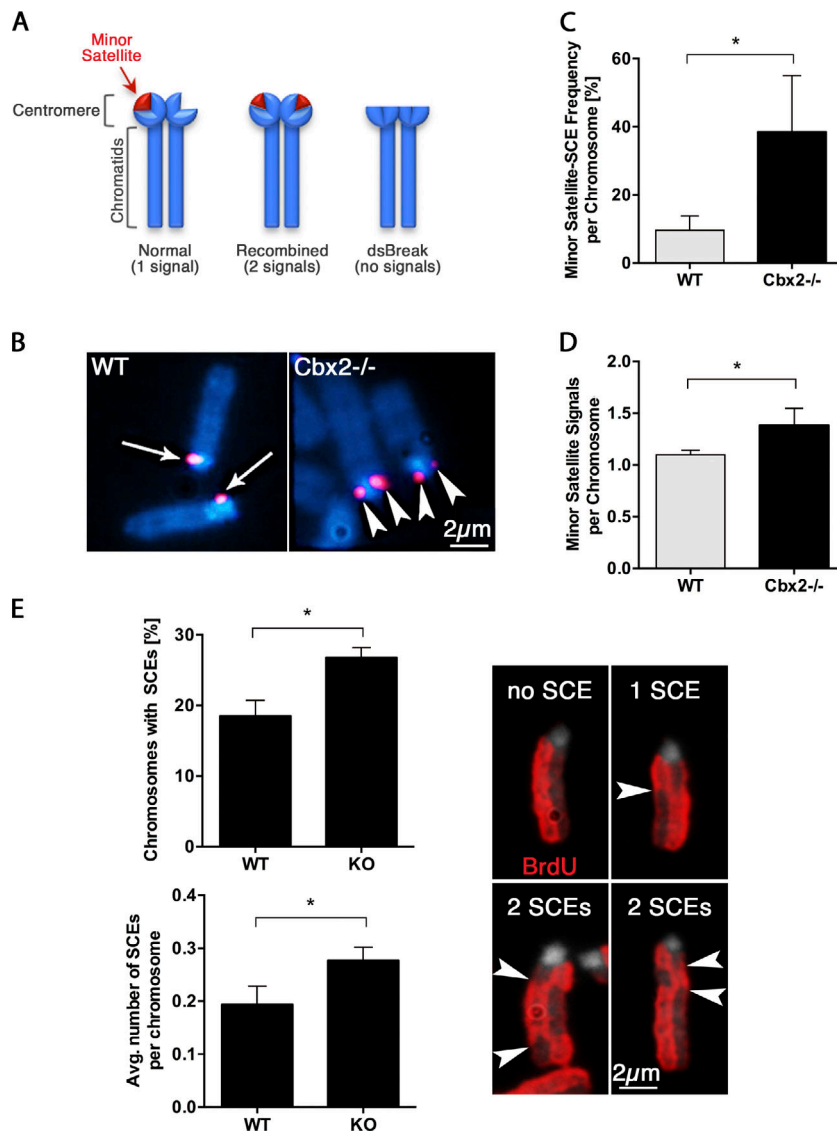 A
Minor
Satellite
Centromere
Chromatids
Normal
(1 signal)
Recombined
(2 signals)
dsBreak
(no signals)
B
WT
Cbx2-/-
2µm
C
Minor Satellite-SCE Frequency
per Chromosome [%]
60
40
20
0
*
WT
Cbx2-/-
D
Minor Satellite Signals
per Chromosome
2.0
1.5
1.0
0.5
0.0
*
WT
Cbx2-/-
E
Chromosomes with SCEs [%]
30
20
10
0
*
WT
KO
Avg. number of SCEs
per chromosome
0.4
0.3
0.2
0.1
0.0
*
WT
KO
no SCE
1 SCE
BrdU
2 SCEs
2 SCEs
2µm